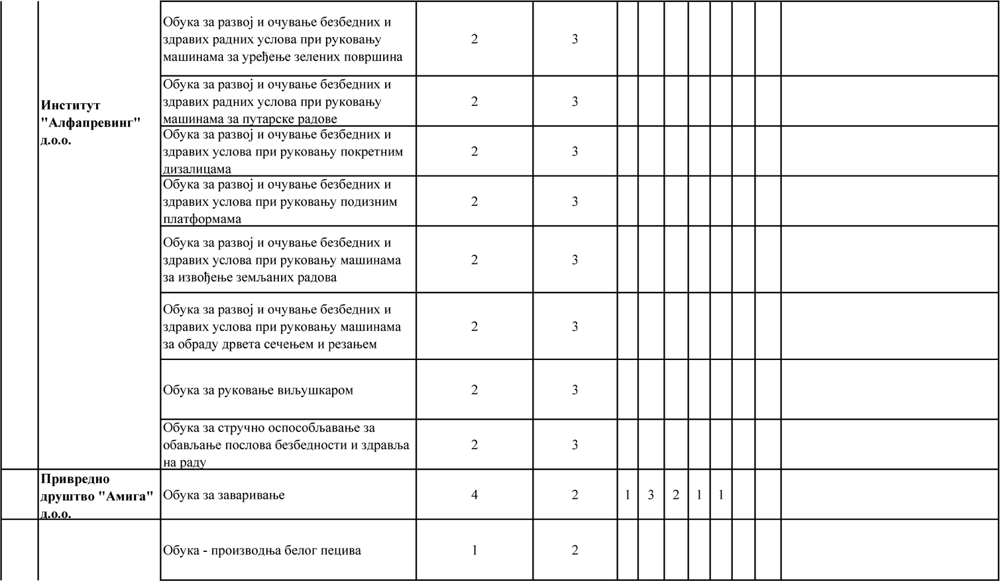 Институт
"Алфапревинг"
д.о.о.
Обука за развој и очување безбедних и
здравих радних услова при руковању
машинама за уређење зелених површина
2
3
Обука за развој и очување безбедних и
здравих радних услова при руковању
машинама за путарске радове
2
3
Обука за развој и очување безбедних и
здравих услова при руковању покретним
дизалицама
2
3
Обука за развој и очување безбедних и
здравих услова при руковању подизним
платформама
2
3
Обука за развој и очување безбедних и
здравих услова при руковању машинама
за извођење земљаних радова
2
3
Обука за развој и очување безбедних и
здравих услова при руковању машинама
за обраду дрвета сечењем и резањем
2
3
Обука за руковање виљушкаром
2
3
Обука за стручно оспособљавање за
обављање послова безбедности и здравља
на раду
2
3
Привредно
друштво "Амига"
д.о.о.
Обука за заваривање
4
2
1
3
2
1
1
Обука - производња белог пецива
1
2